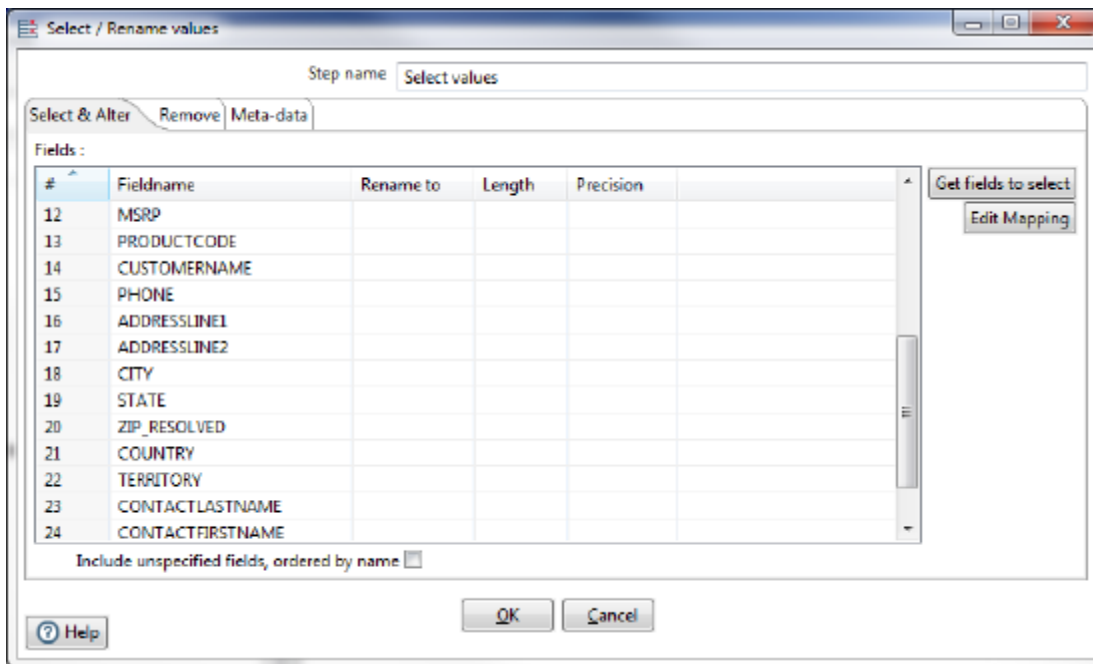 Select / Rename values
Step name Select values
Select & Alter Remove Meta-data
Fields :
# Fieldname Rename to Length Precision
12 MSRP
13 PRODUCTCODE
14 CUSTOMERNAME
15 PHONE
16 ADDRESSLINE1
17 ADDRESSLINE2
18 CITY
19 STATE
20 ZIP_RESOLVED
21 COUNTRY
22 TERRITORY
23 CONTACTLASTNAME
24 CONTACTFIRSTNAME
Get fields to select
Edit Mapping
Include unspecified fields, ordered by name
OK Cancel
Help